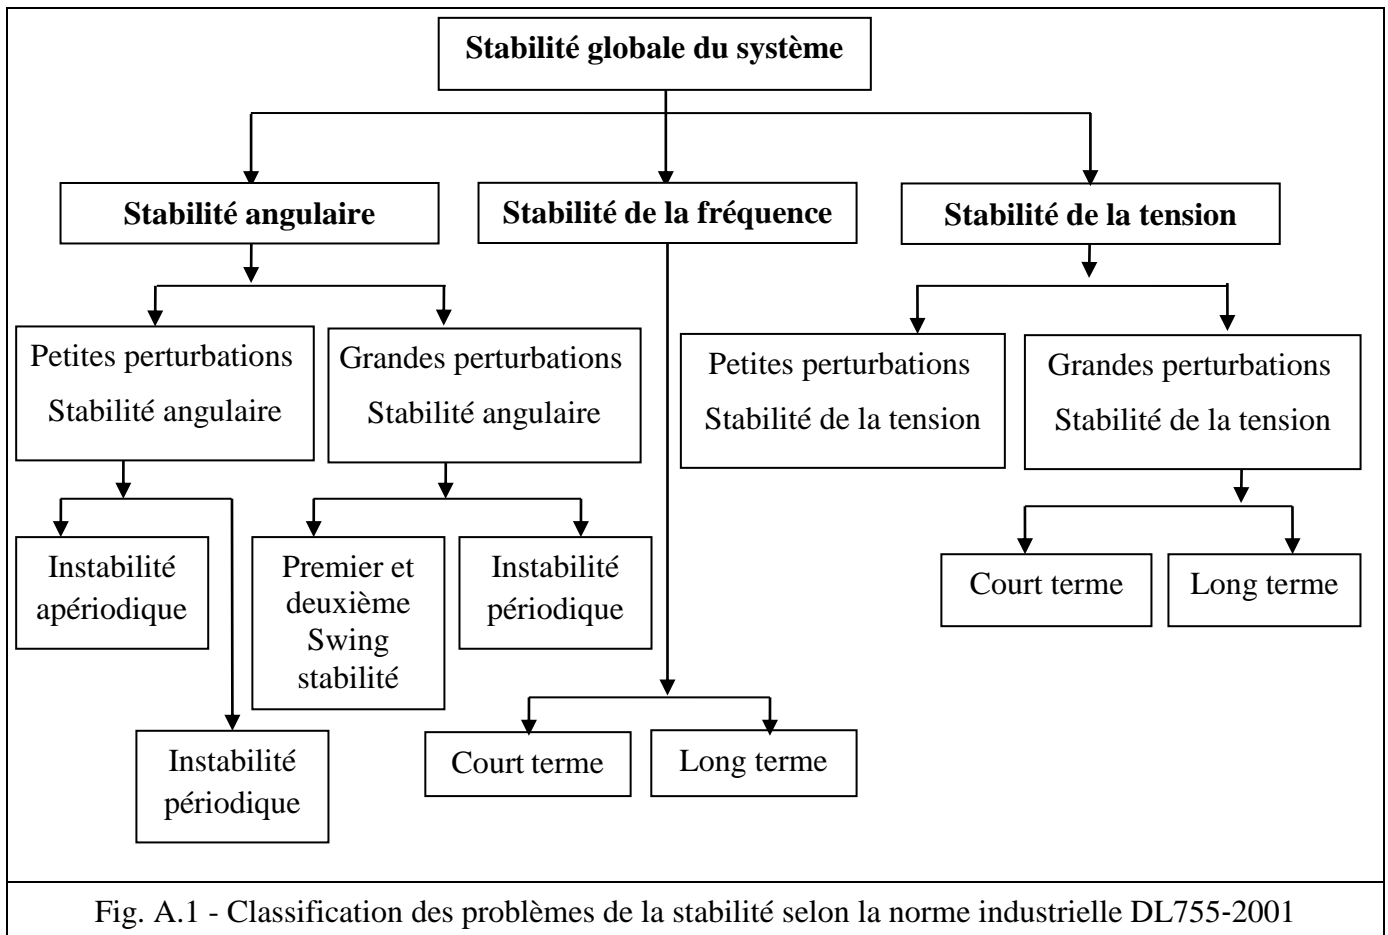 Stabilité globale du système
Stabilité angulaire
Stabilité de la fréquence
Stabilité de la tension
Petites perturbations
Stabilité angulaire
Grandes perturbations
Stabilité angulaire
Petites perturbations
Stabilité de la tension
Grandes perturbations
Stabilité de la tension
Instabilité
apériodique
Premier et
deuxième
Swing
stabilité
Instabilité
périodique
Court terme
Long terme
Instabilité
périodique
Court terme
Long terme
Fig. A.1 - Classification des problèmes de la stabilité selon la norme industrielle DL755-2001